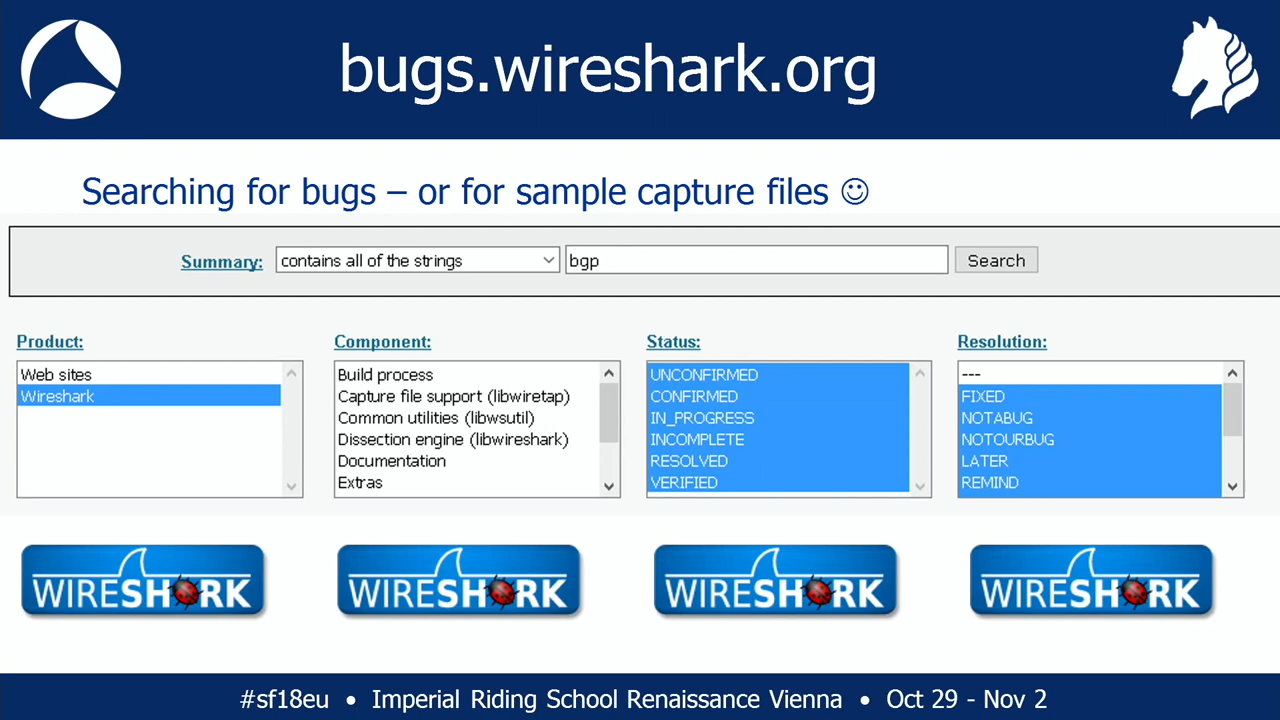 bugs.wireshark.org
Searching for bugs – or for sample capture files ☺
Summary: contains all of the strings bgp Search
Product: Component: Status: Resolution:
Web sites Build process UNCONFIRMED ---
Wireshark Capture file support (libwiretap) CONFIRMED FIXED
Common utilities (libwsutil) IN_PROGRESS NOTABUG
Dissection engine (libwireshark) INCOMPLETE NOTOURBUG
Documentation RESOLVED LATER
Extras VERIFIED REMIND
WIRESHARK WIRESHARK WIRESHARK WIRESHARK
#sf18eu • Imperial Riding School Renaissance Vienna • Oct 29 - Nov 2